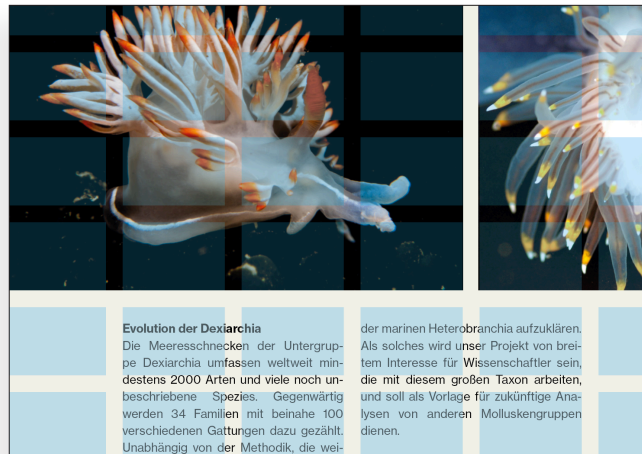 Evolution der Dexiarchia
Die Meeresschnecken der Untergrup-
pe Dexiarchia umfassen weltweit min-
destens 2000 Arten und viele noch un-
beschriebene Spezies. Gegenwärtig
werden 34 Familien mit beinahe 100
verschiedenen Gattungen dazu gezählt.
Unabhängig von der Methodik, die wei-
der marinen Heterobranchia aufzuklären.
Als solches wird unser Projekt von brei-
tem Interesse für Wissenschaftler sein,
die mit diesem großen Taxon arbeiten,
und soll als Vorlage für zukünftige Ana-
lysen von anderen Molluskengruppen
dienen.